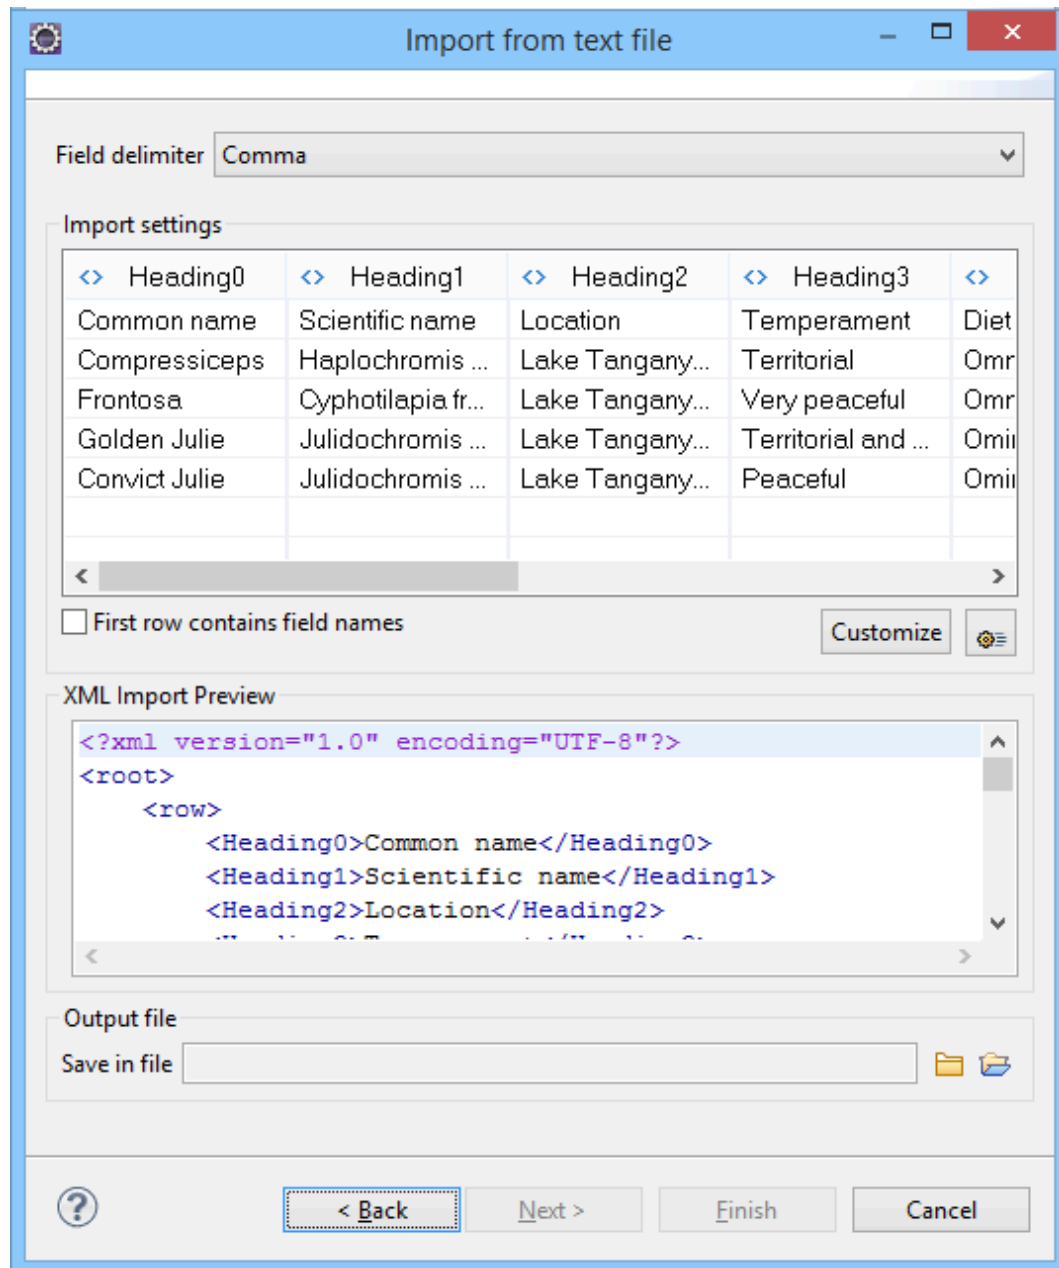 Import from text file
Field delimiter Comma
Import settings
<> Heading0 <> Heading1 <> Heading2 <> Heading3 <>
Common name Scientific name Location Temperament Diet
Compressiceps Haplochromis ... Lake Tangany... Territorial
Frontosa Cyphotilapia fr... Lake Tangany... Very peaceful
Golden Julie Julidochromis ... Lake Tangany... Territorial and ...
Convict Julie Julidochromis ... Lake Tangany... Peaceful
First row contains field names Customize
XML Import Preview
<?xml version="1.0" encoding="UTF-8"?>
<root>
<row>
<Heading0>Common name</Heading0>
<Heading1>Scientific name</Heading1>
<Heading2>Location</Heading2>
Output file
Save in file
? < Back Next > Finish Cancel